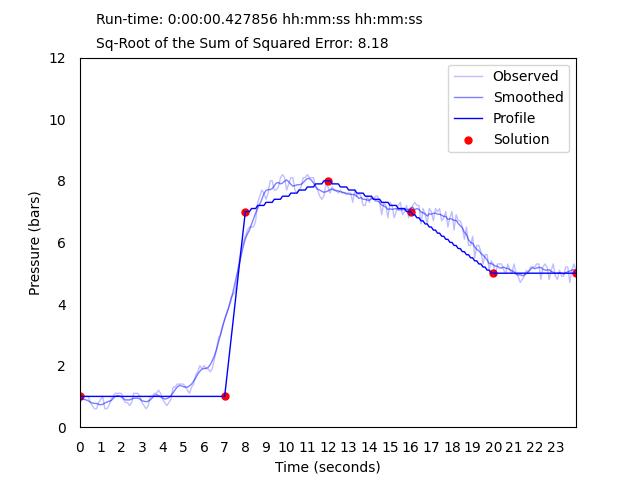 Run-time: 0:00:00.427856 hh:mm:ss hh:mm:ss
Sq-Root of the Sum of Squared Error: 8.18
12
10
8
6
4
2
0
Pressure (bars)
Observed
Smoothed
Profile
Solution
0 1 2 3 4 5 6 7 8 9 10 11 12 13 14 15 16 17 18 19 20 21 22 23
Time (seconds)